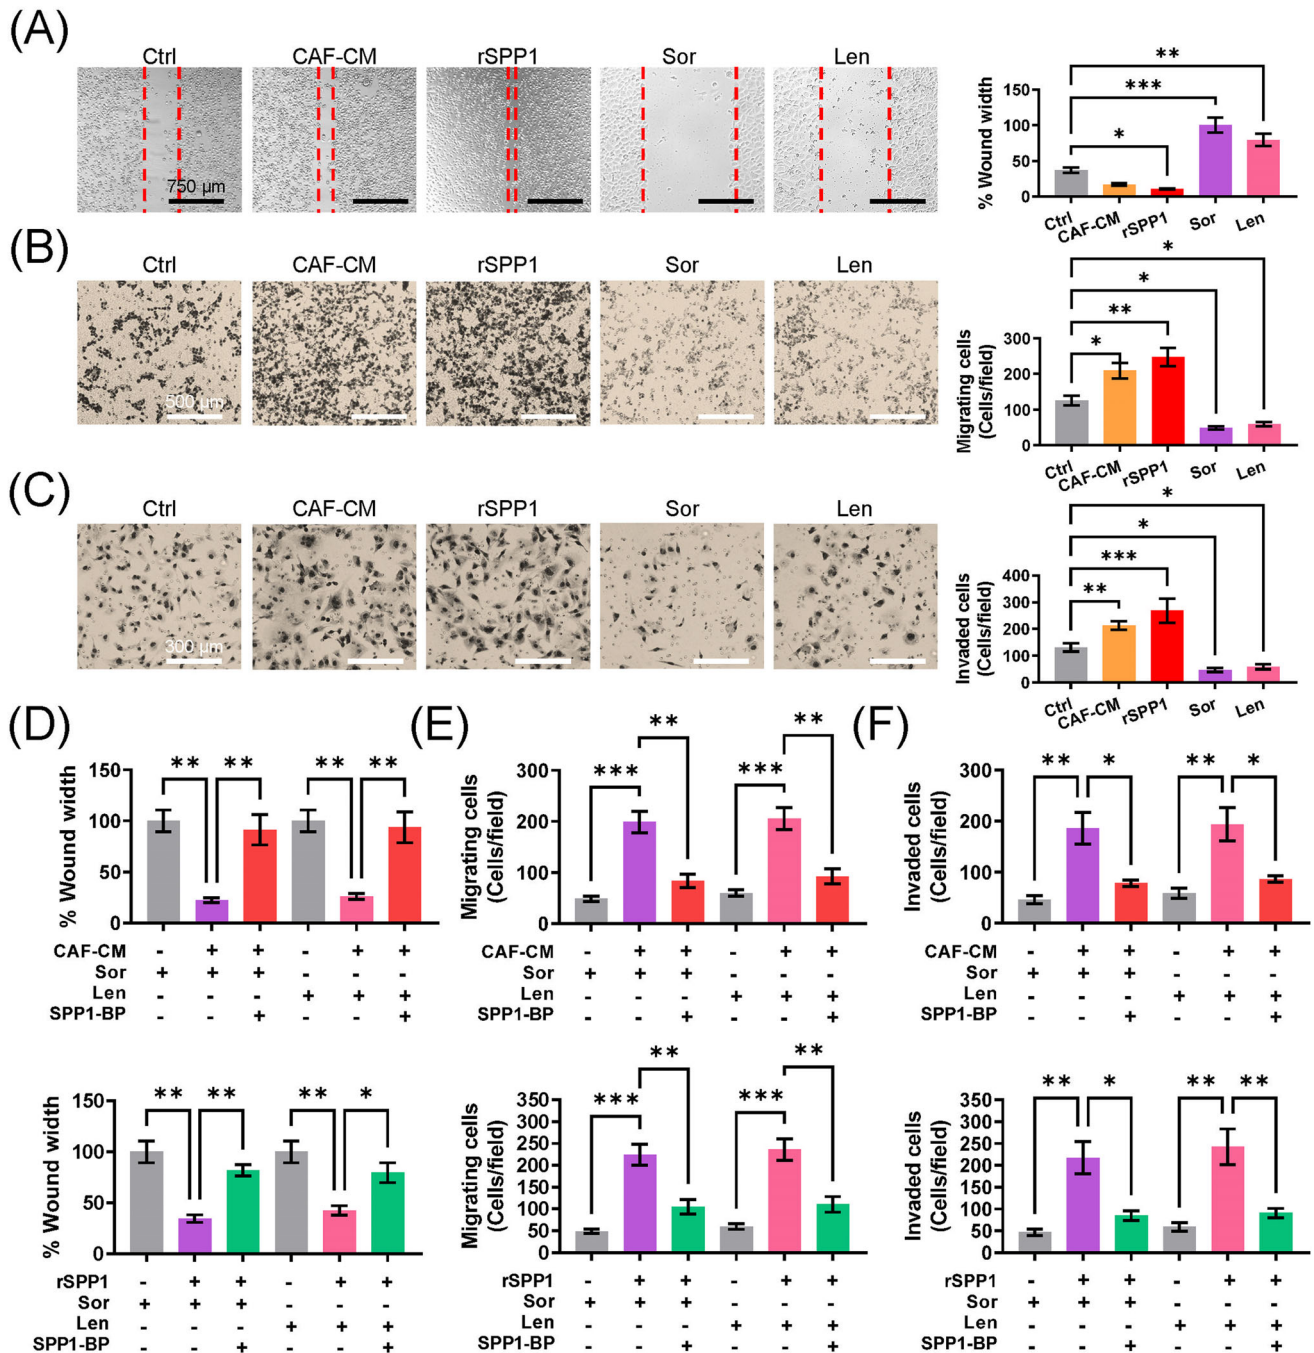 (A)
Ctrl CAF-CM rSPP1 Sor Len
750 µm
** 
***
*
% Wound width
150
100
50
0
Ctrl CAF-CM rSPP1 Sor Len
(B)
Ctrl CAF-CM rSPP1 Sor Len
500 µm
*
*
**
*
Migrating cells
(Cells/field)
300
200
100
0
Ctrl CAF-CM rSPP1 Sor Len
(C)
Ctrl CAF-CM rSPP1 Sor Len
300 µm
*
*
***
**
Invaded cells
(Cells/field)
400
300
200
100
0
Ctrl CAF-CM rSPP1 Sor Len
(D)
% Wound width
150
100
50
0
** ** ** **
CAF-CM - + + - + +
Sor + + + - - -
Len - - - + + +
SPP1-BP - - + - - +
% Wound width
150
100
50
0
** ** ** *
rSPP1 - + + - + +
Sor + + + - - -
Len - - - + + +
SPP1-BP - - + - - +
(E)
Migrating cells
(Cells/field)
300
200
100
0
*** ** *** **
CAF-CM - + + - + +
Sor + + + - - -
Len - - - + + +
SPP1-BP - - + - - +
Migrating cells
(Cells/field)
350
300
250
200
150
100
50
0
*** ** *** **
rSPP1 - + + - + +
Sor + + + - - -
Len - - - + + +
SPP1-BP - - + - - +
(F)
Invaded cells
(Cells/field)
300
200
100
0
** * ** *
CAF-CM - + + - + +
Sor + + + - - -
Len - - - + + +
SPP1-BP - - + - - +
Invaded cells
(Cells/field)
350
300
250
200
150
100
50
0
** * ** **
rSPP1 - + + - + +
Sor + + + - - -
Len - - - + + +
SPP1-BP - - + - - +